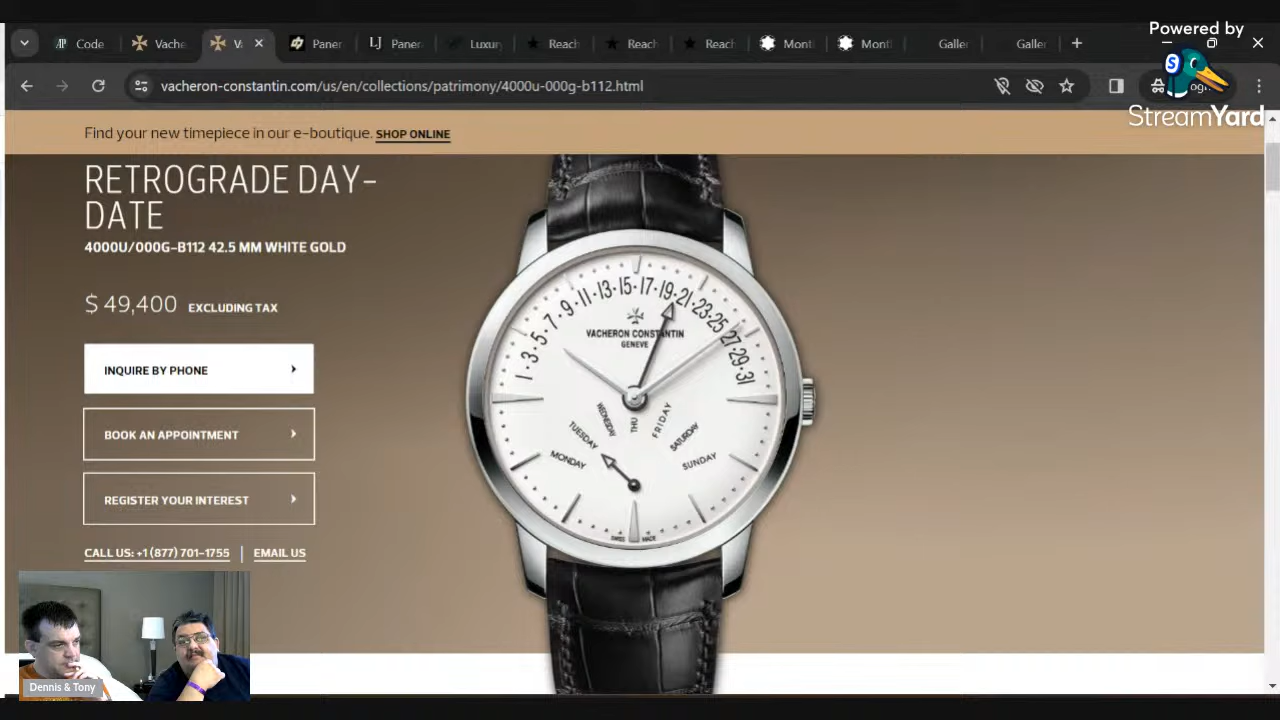 Powered by
Code
Vache
V.
Paner
Paner
Luxury
Reach
Reach
Reach
Mont
Mont
Galler
Galler
StreamYard
vacheron-constantin.com/us/en/collections/patrimony/4000u-000g-b112.html
Find your new timepiece in our e-boutique. SHOP ONLINE
RETROGRADE DAY-
DATE
4000U/000G-B112 42.5 MM WHITE GOLD
$ 49,400 EXCLUDING TAX
INQUIRE BY PHONE
BOOK AN APPOINTMENT
REGISTER YOUR INTEREST
CALL US: +1 (877) 701-1755 | EMAIL US
1·3·5·7·9·11·13·15·17·19·21·23·25·27·29·31
VACHERON CONSTANTIN
GENEVE
MONDAY
TUESDAY
WEDNESDAY
THU
FRIDAY
SATURDAY
SUNDAY
SWISS MADE
Dennis & Tony